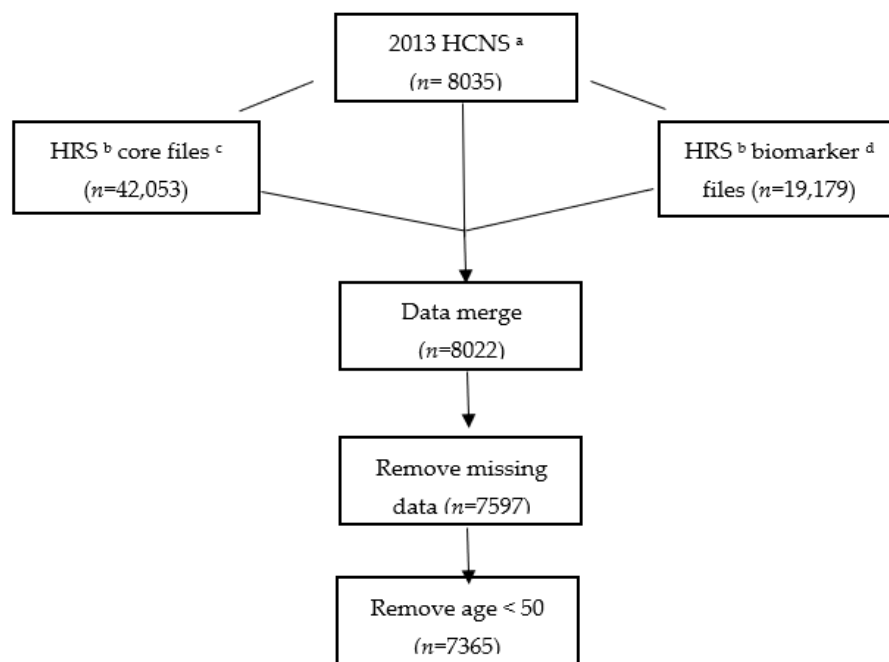 2013 HCNS ᵃ
(n= 8035)
HRS ᵇ core files ᶜ
(n=42,053)
HRS ᵇ biomarker ᵈ
files (n=19,179)
Data merge
(n=8022)
Remove missing
data (n=7597)
Remove age < 50
(n=7365)